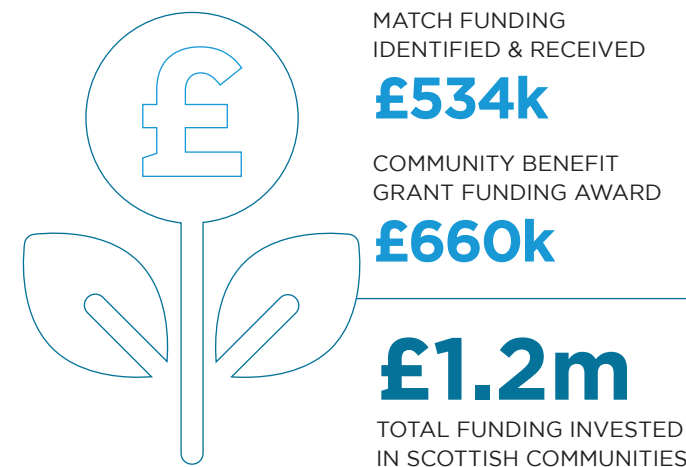 £
MATCH FUNDING
IDENTIFIED & RECEIVED
£534k
COMMUNITY BENEFIT
GRANT FUNDING AWARD
£660k
£1.2m
TOTAL FUNDING INVESTED
IN SCOTTISH COMMUNITIES